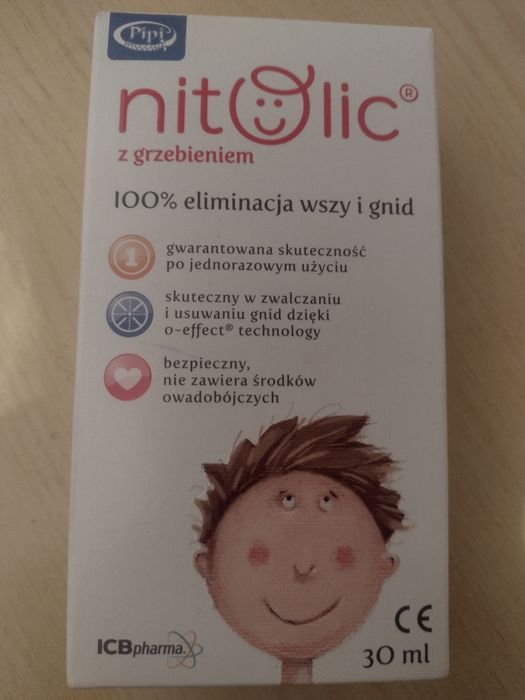 Pipi
nitolic®
z grzebieniem
100% eliminacja wszy i gnid
1
gwarantowana skuteczność
po jednorazowym użyciu
skuteczny w zwalczaniu
i usuwaniu gnid dzięki
o-effect® technology
bezpieczny,
nie zawiera środków
owadobójczych
CE
ICBpharma
30 ml